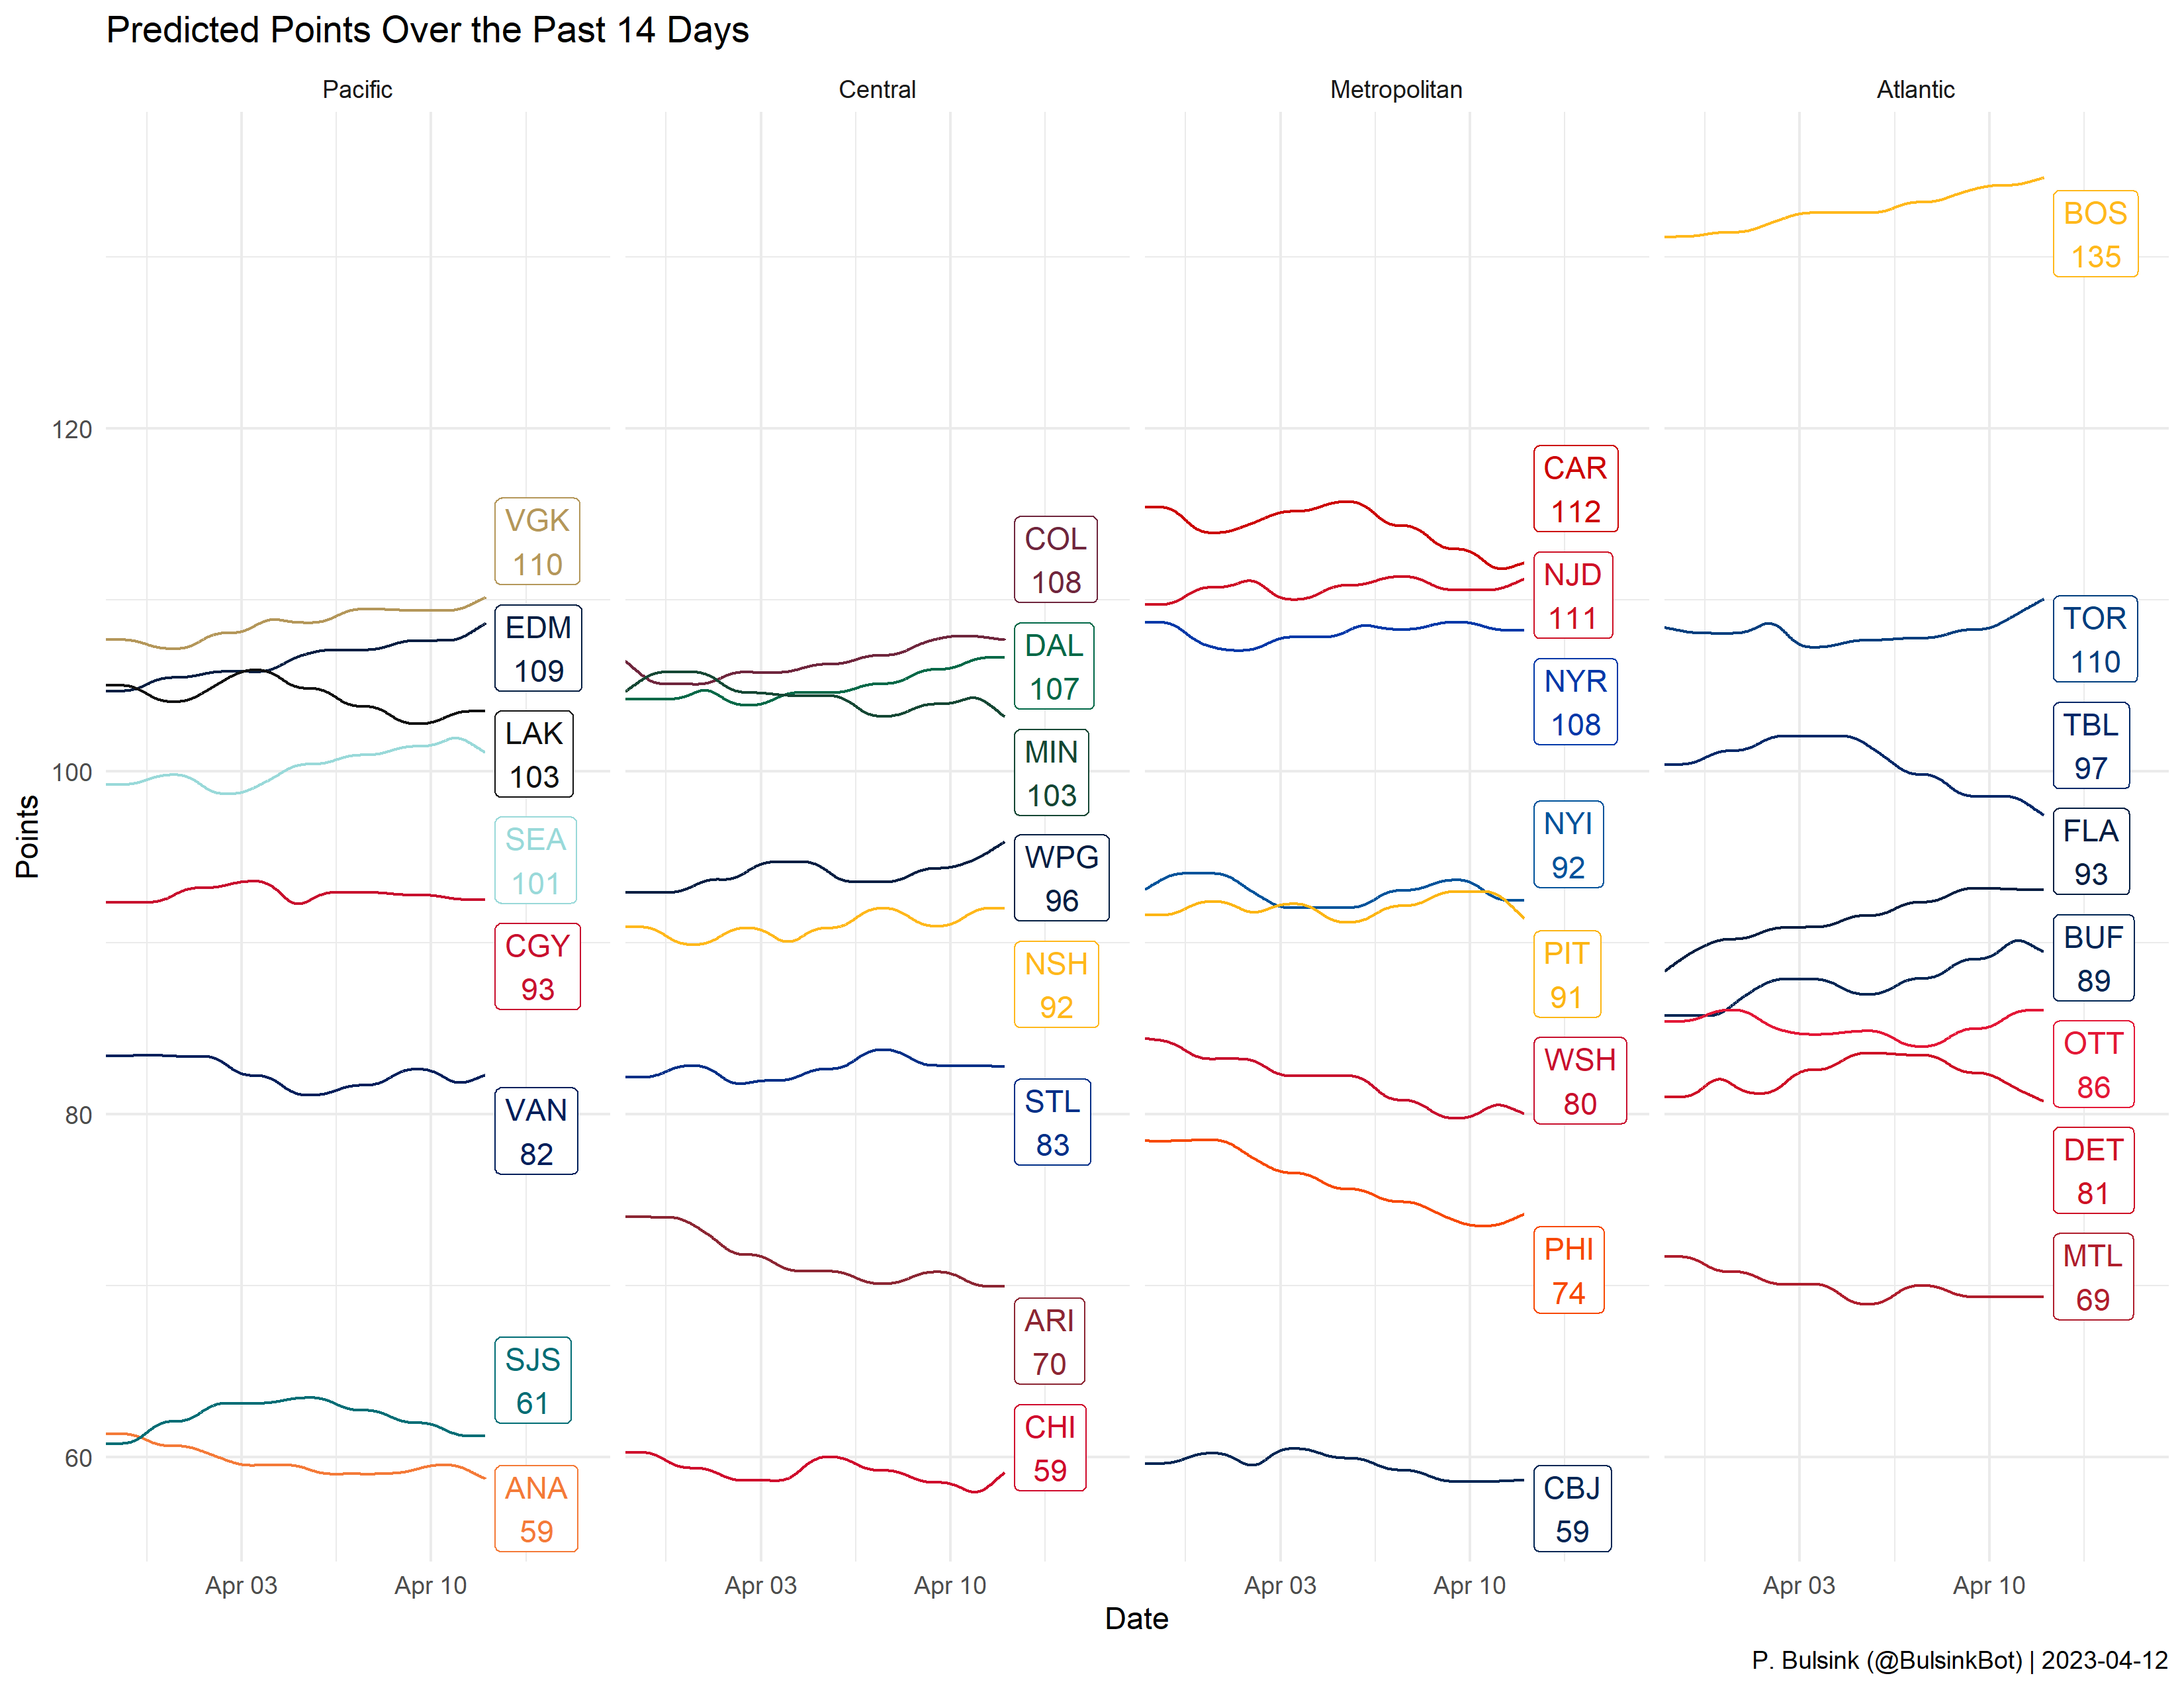 Predicted Points Over the Past 14 Days
Pacific
Central
Metropolitan
Atlantic
Points
120
100
80
60
VGK
110
EDM
109
LAK
103
SEA
101
CGY
93
VAN
82
SJS
61
ANA
59
COL
108
DAL
107
MIN
103
WPG
96
NSH
92
STL
83
ARI
70
CHI
59
CAR
112
NJD
111
NYR
108
NYI
92
PIT
91
WSH
80
PHI
74
CBJ
59
BOS
135
TOR
110
TBL
97
FLA
93
BUF
89
OTT
86
DET
81
MTL
69
Apr 03
Apr 10
Apr 03
Apr 10
Apr 03
Apr 10
Apr 03
Apr 10
Date
P. Bulsink (@BulsinkBot) | 2023-04-12